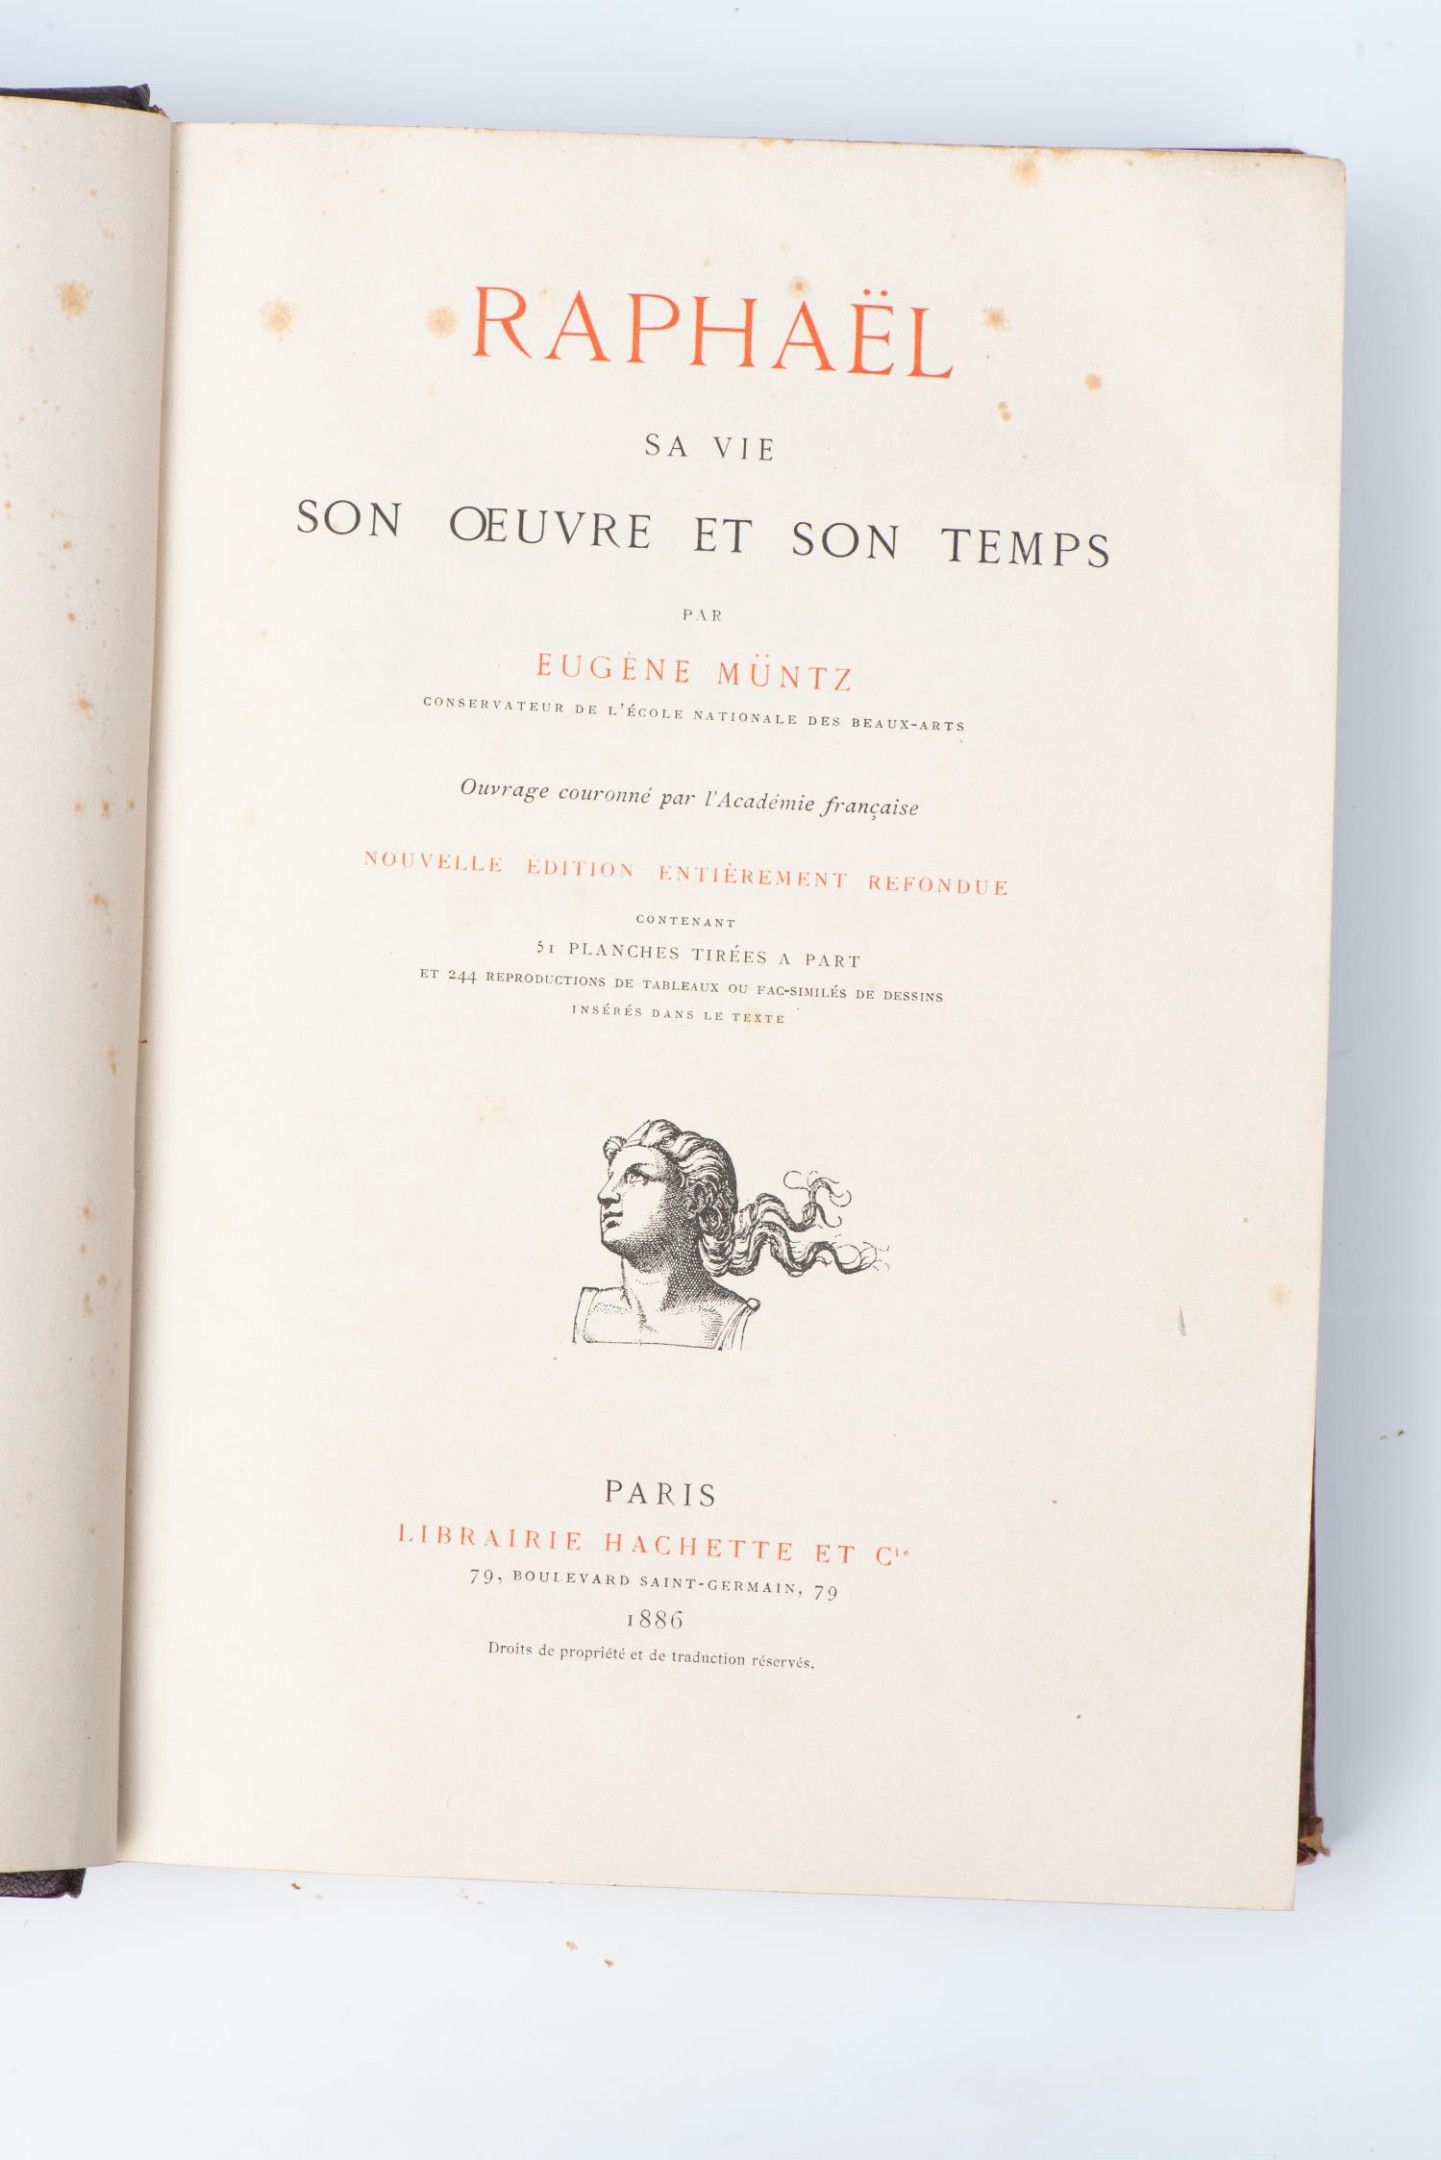 RAPHAËL
SA VIE
SON ŒUVRE ET SON TEMPS
PAR
EUGÈNE MÜNTZ
CONSERVATEUR DE L'ÉCOLE NATIONALE DES BEAUX-ARTS
Ouvrage couronné par l'Académie française
NOUVELLE ÉDITION ENTIÈREMENT REFONDUE
CONTENANT
51 PLANCHES TIRÉES A PART
ET 244 REPRODUCTIONS DE TABLEAUX OU FAC-SIMILÉS DE DESSINS
INSÉRÉS DANS LE TEXTE
PARIS
LIBRAIRIE HACHETTE ET Cie
79, BOULEVARD SAINT-GERMAIN, 79
1886
Droits de propriété et de traduction réservés.